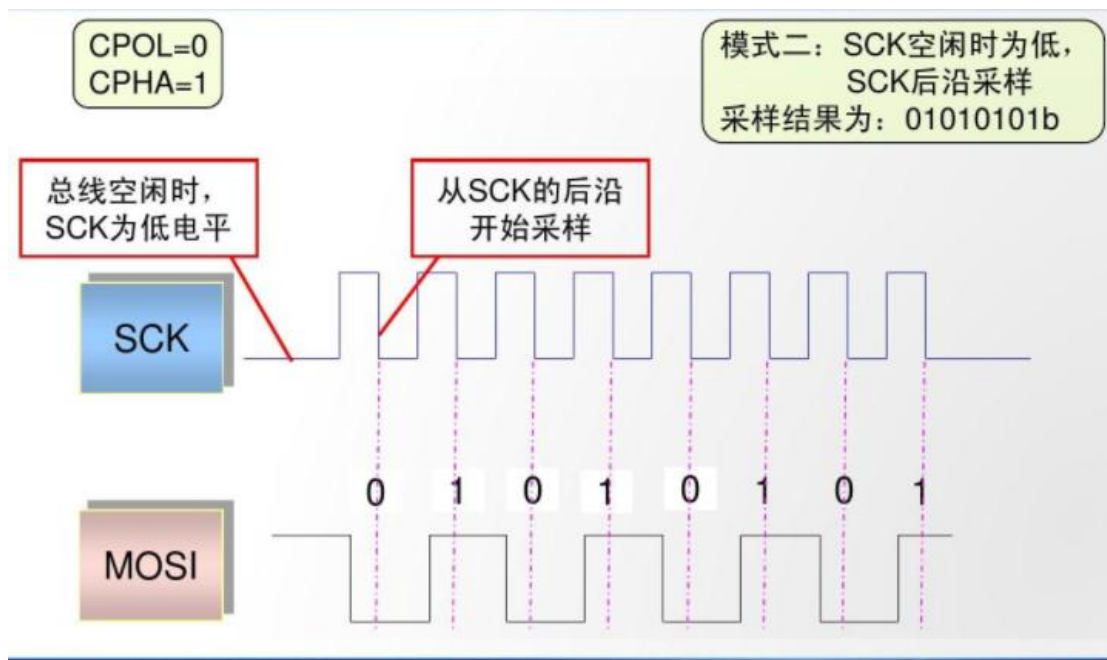 CPOL=0
CPHA=1
模式二：SCK空闲时为低，
SCK后沿采样
采样结果为：01010101b
总线空闲时，
SCK为低电平
从SCK的后沿
开始采样
SCK
0 1 0 1 0 1 0 1
MOSI